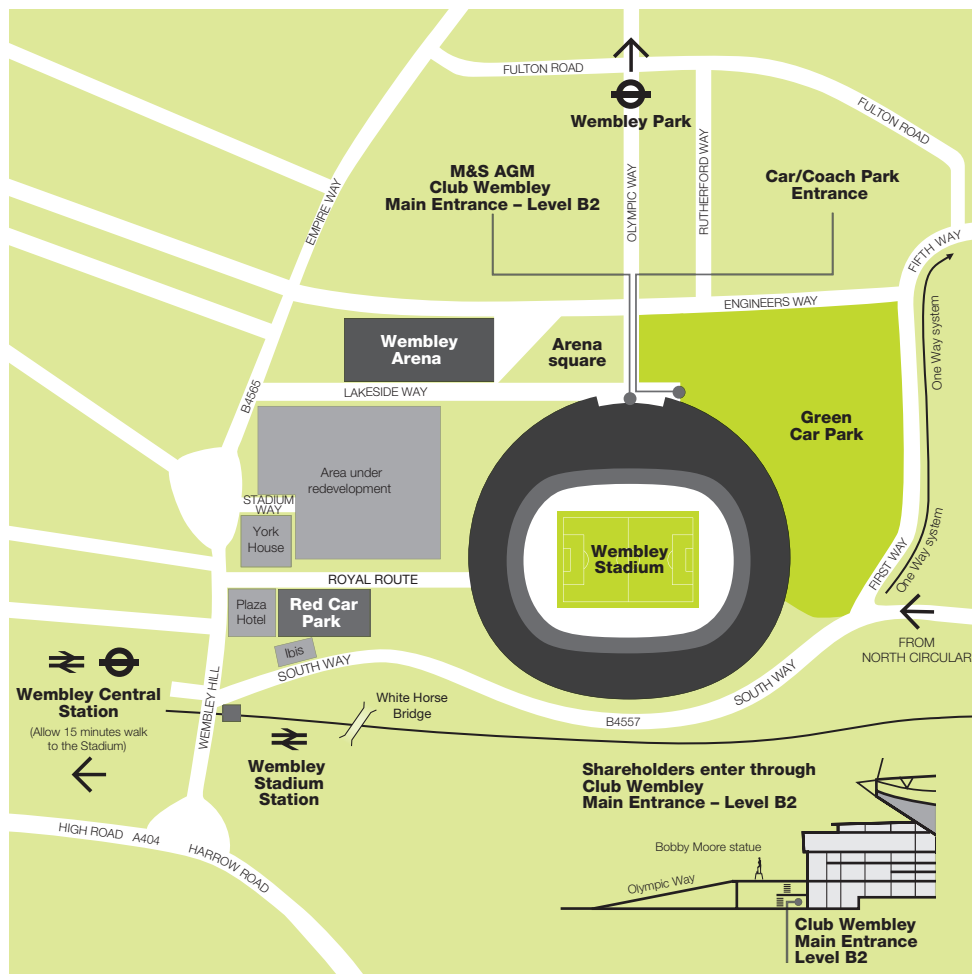 FULTON ROAD
Wembley Park
FULTON ROAD
M&S AGM
Club Wembley
Main Entrance – Level B2
Car/Coach Park
Entrance
EMPIRE WAY
OLYMPIC WAY
RUTHERFORD WAY
FIFTH WAY
ENGINEERS WAY
One Way system
Wembley
Arena
Arena
square
LAKESIDE WAY
B4565
Green
Car Park
Area under
redevelopment
STADIUM
WAY
York
House
Wembley
Stadium
FIRST WAY
One Way system
ROYAL ROUTE
Plaza
Hotel
Red Car
Park
Ibis
FROM
NORTH CIRCULAR
SOUTH WAY
SOUTH WAY
Wembley Central
Station
(Allow 15 minutes walk
to the Stadium)
WEMBLEY HILL
White Horse
Bridge
B4557
Wembley
Stadium
Station
Shareholders enter through
Club Wembley
Main Entrance – Level B2
HIGH ROAD A404
HARROW ROAD
Bobby Moore statue
Olympic Way
Club Wembley
Main Entrance
Level B2